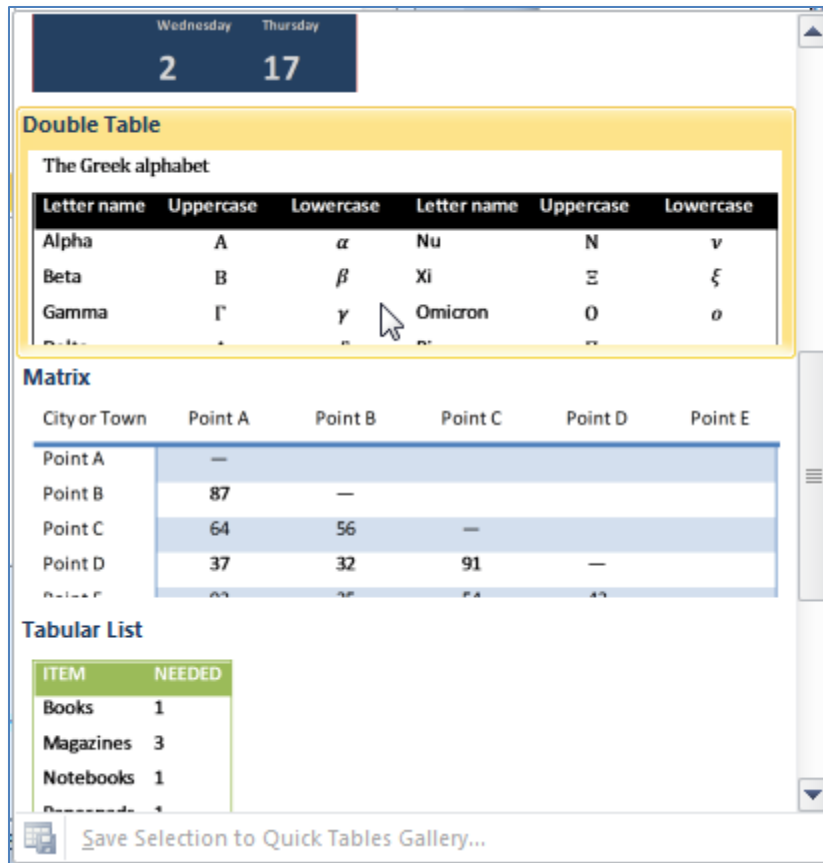 Wednesday Thursday
2 17
Double Table
The Greek alphabet
Letter name Uppercase Lowercase Letter name Uppercase Lowercase
Alpha Α α Nu Ν ν
Beta Β β Xi Ξ ξ
Gamma Γ γ Omicron Ο ο
Matrix
City or Town Point A Point B Point C Point D Point E
Point A —
Point B 87 —
Point C 64 56 —
Point D 37 32 91 —
Tabular List
ITEM NEEDED
Books 1
Magazines 3
Notebooks 1
Save Selection to Quick Tables Gallery...